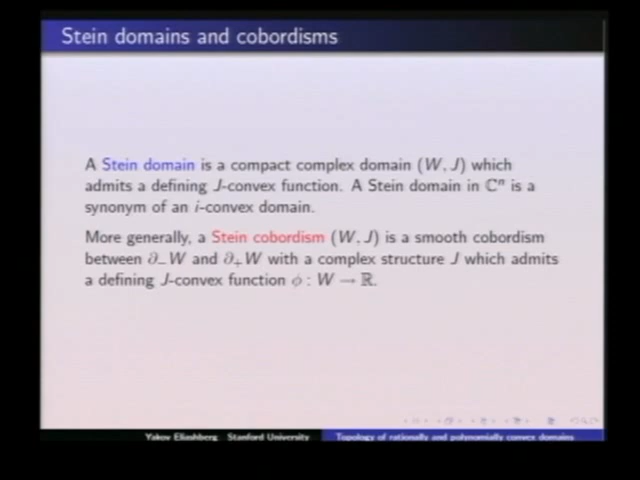 Stein domains and cobordisms
A Stein domain is a compact complex domain (W, J) which
admits a defining J-convex function. A Stein domain in ℂⁿ is a
synonym of an i-convex domain.
More generally, a Stein cobordism (W, J) is a smooth cobordism
between ∂₋W and ∂₊W with a complex structure J which admits
a defining J-convex function ϕ : W → ℝ.
Yakov Eliashberg Stanford University Topology of rationally and polynomially convex domains